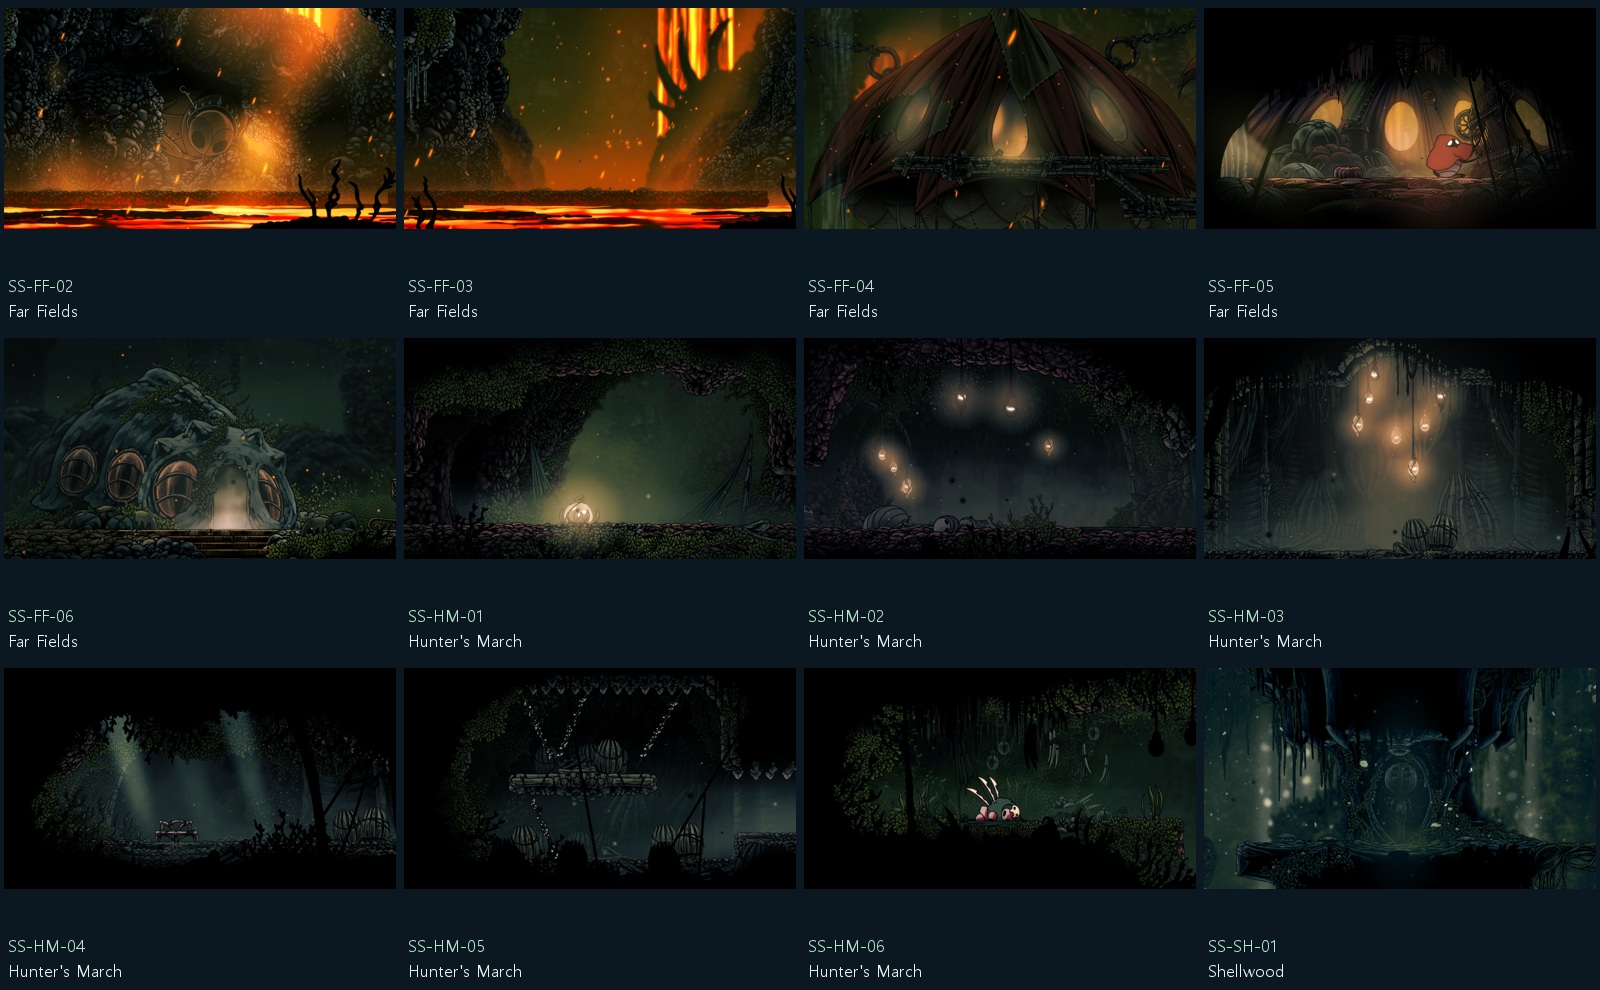 SS-FF-02
Far Fields
SS-FF-03
Far Fields
SS-FF-04
Far Fields
SS-FF-05
Far Fields
SS-FF-06
Far Fields
SS-HM-01
Hunter's March
SS-HM-02
Hunter's March
SS-HM-03
Hunter's March
SS-HM-04
Hunter's March
SS-HM-05
Hunter's March
SS-HM-06
Hunter's March
SS-SH-01
Shellwood